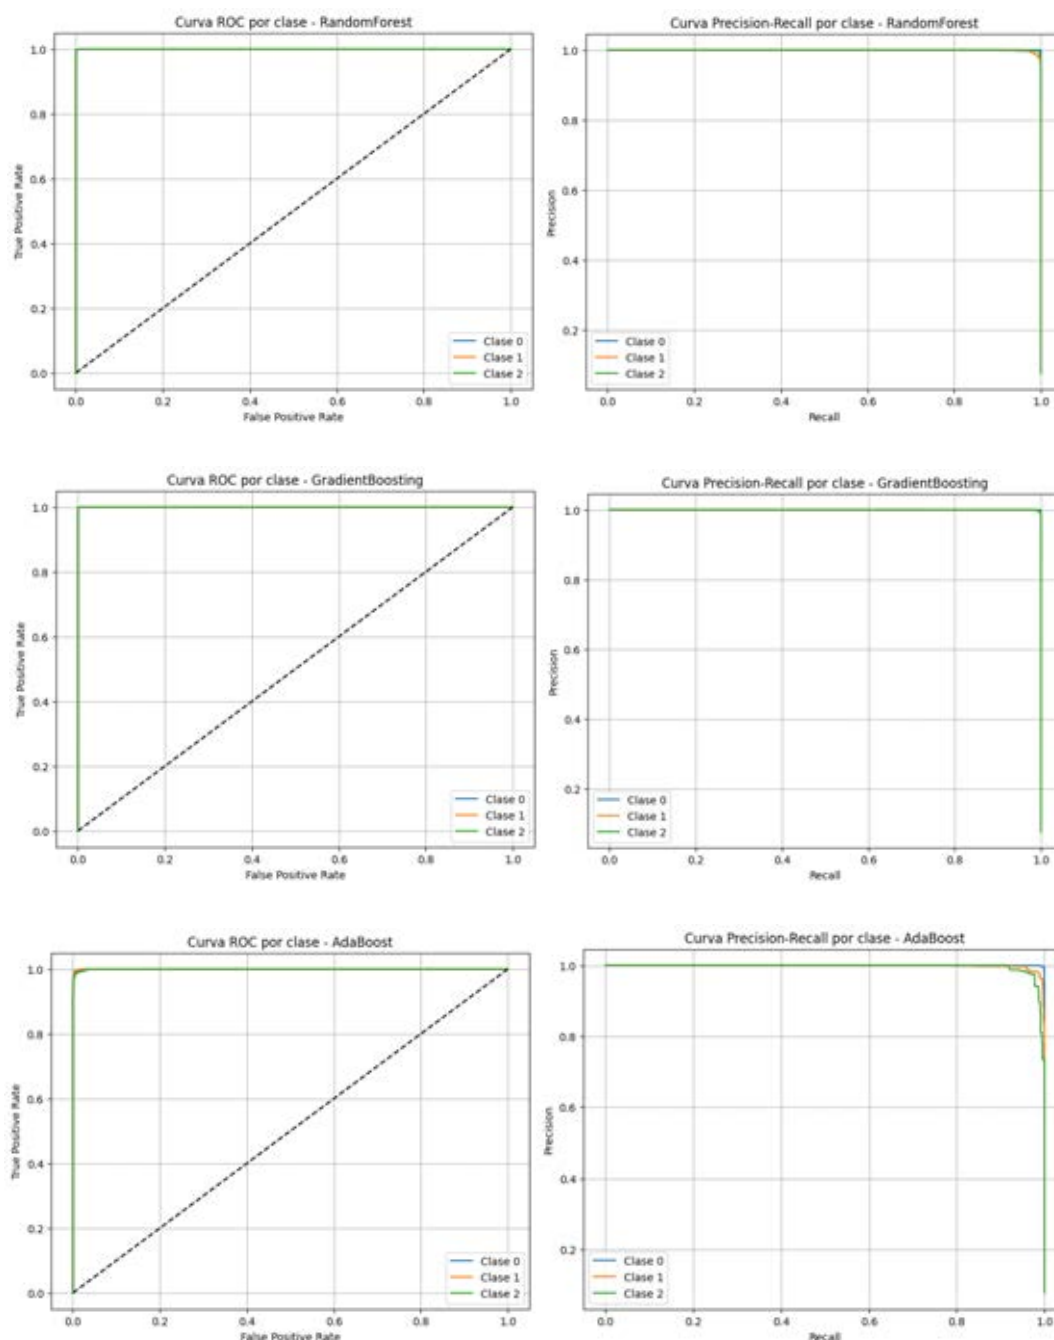 Curva ROC por clase - RandomForest
True Positive Rate
1.0
0.8
0.6
0.4
0.2
0.0
Clase 0
Clase 1
Clase 2
0.0 0.2 0.4 0.6 0.8 1.0
False Positive Rate
Curva Precision-Recall por clase - RandomForest
Precision
1.0
0.8
0.6
0.4
0.2
Clase 0
Clase 1
Clase 2
0.0 0.2 0.4 0.6 0.8 1.0
Recall
Curva ROC por clase - GradientBoosting
True Positive Rate
1.0
0.8
0.6
0.4
0.2
0.0
Clase 0
Clase 1
Clase 2
0.0 0.2 0.4 0.6 0.8 1.0
False Positive Rate
Curva Precision-Recall por clase - GradientBoosting
Precision
1.0
0.8
0.6
0.4
0.2
Clase 0
Clase 1
Clase 2
0.0 0.2 0.4 0.6 0.8 1.0
Recall
Curva ROC por clase - AdaBoost
True Positive Rate
1.0
0.8
0.6
0.4
0.2
0.0
Clase 0
Clase 1
Clase 2
0.0 0.2 0.4 0.6 0.8 1.0
False Positive Rate
Curva Precision-Recall por clase - AdaBoost
Precision
1.0
0.8
0.6
0.4
0.2
Clase 0
Clase 1
Clase 2
0.0 0.2 0.4 0.6 0.8 1.0
Recall